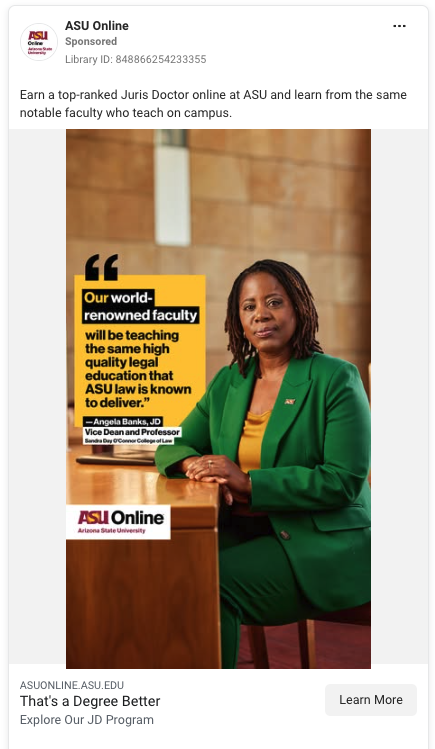 ASU Online
Sponsored
Library ID: 848866254233355
ASU
Online
Arizona State
University
Earn a top-ranked Juris Doctor online at ASU and learn from the same
notable faculty who teach on campus.
“
Our world-
renowned faculty
will be teaching
the same high
quality legal
education that
ASU law is known
to deliver.”
—Angela Banks, JD
Vice Dean and Professor
Sandra Day O'Connor College of Law
ASU Online
Arizona State University
ASUONLINE.ASU.EDU
That's a Degree Better
Explore Our JD Program
Learn More